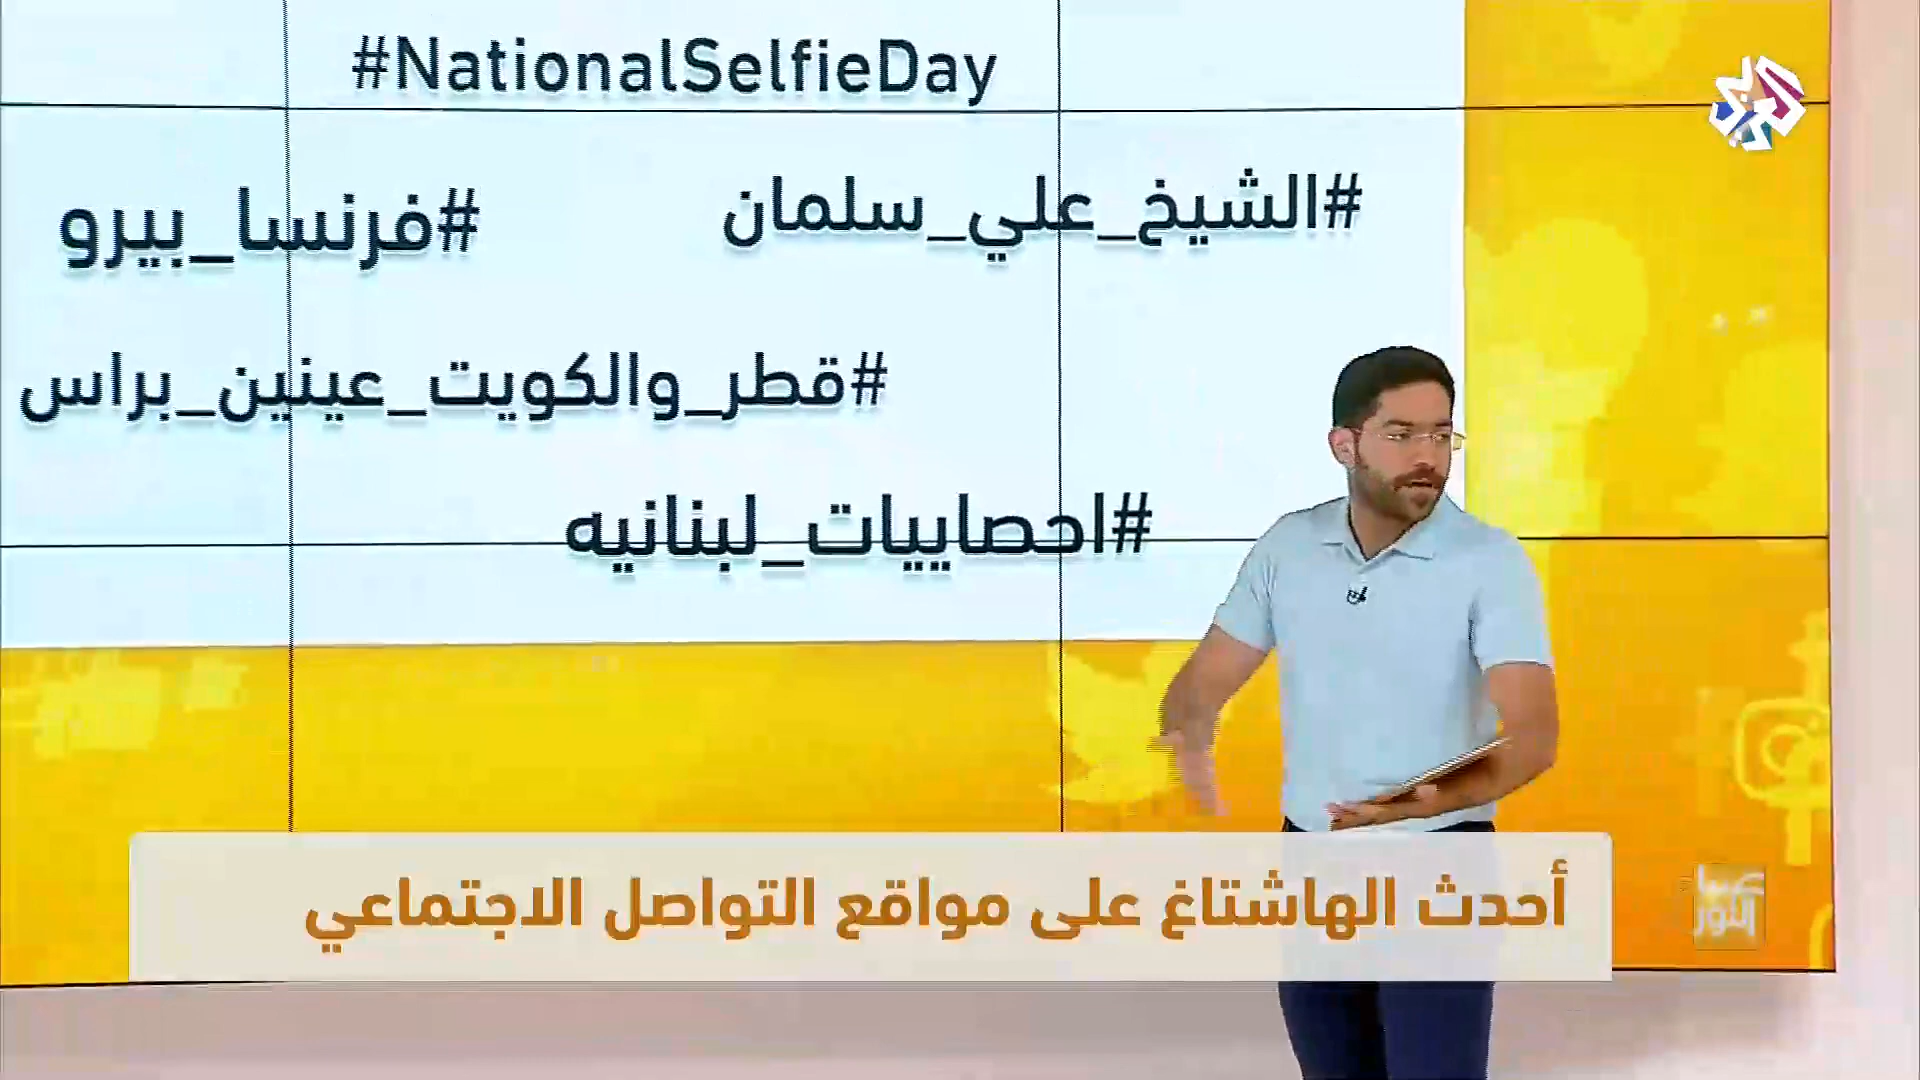 #NationalSelfieDay
#الشيخ_علي_سلمان
#فرنسا_بيرو
#قطر_والكويت_عينين_براس
#احصاييات_لبنانيه
أحدث الهاشتاغ على مواقع التواصل الاجتماعي